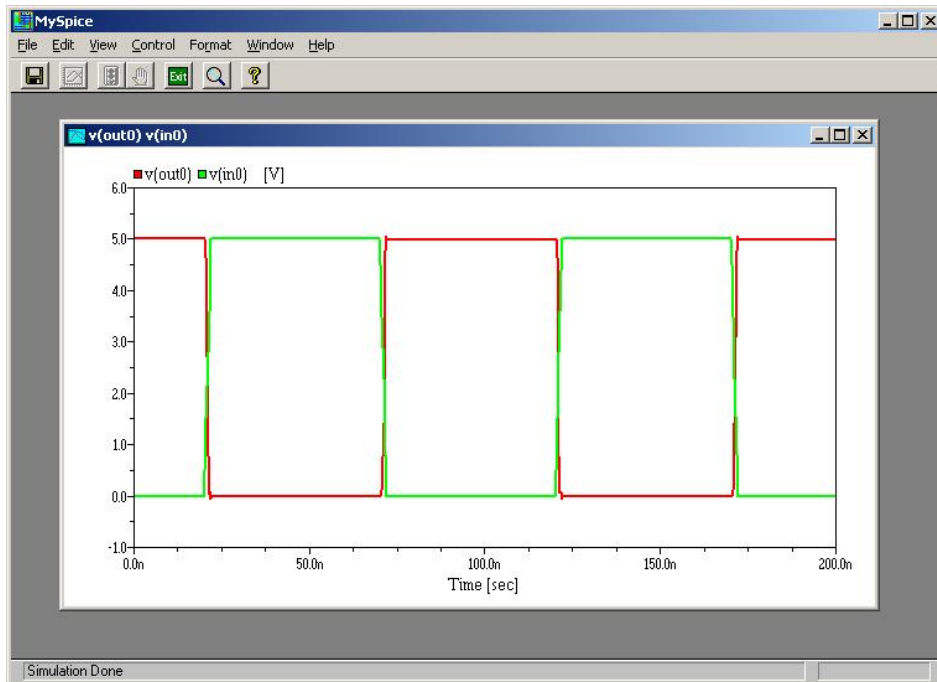 MySpice
File Edit View Control Format Window Help
Exit
v(out0) v(in0)
v(out0) v(in0) [V]
6.0
5.0
4.0
3.0
2.0
1.0
0.0
-1.0
0.0n 50.0n 100.0n 150.0n 200.0n
Time [sec]
Simulation Done